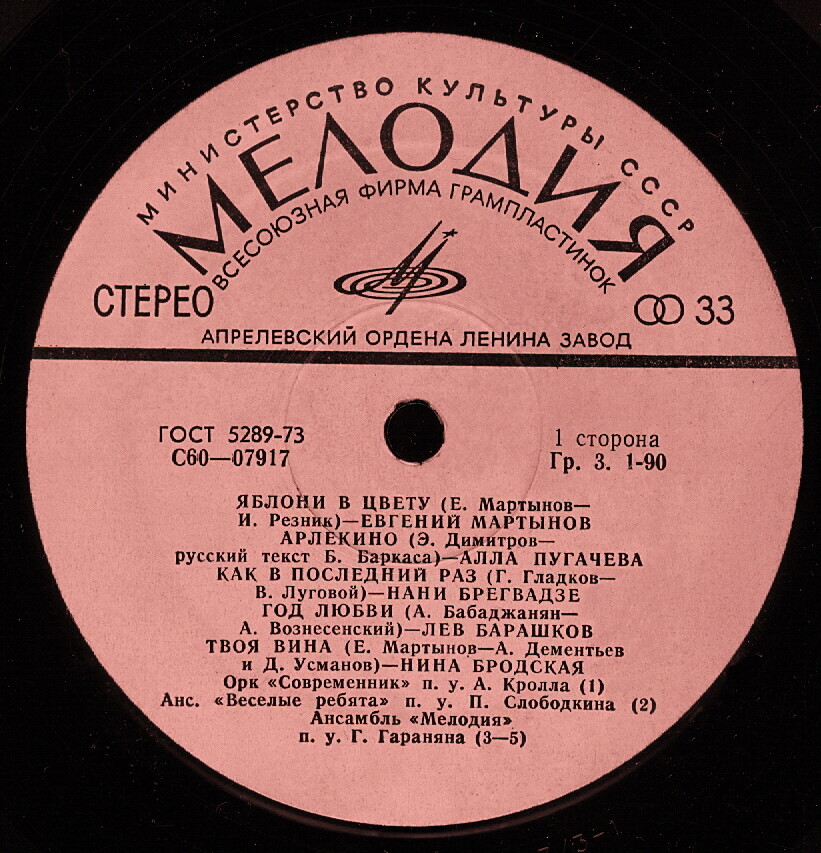 МИНИСТЕРСТВО КУЛЬТУРЫ СССР
МЕЛОДИЯ
ВСЕСОЮЗНАЯ ФИРМА ГРАМПЛАСТИНОК
СТЕРЕО
33
АПРЕЛЕВСКИЙ ОРДЕНА ЛЕНИНА ЗАВОД
ГОСТ 5289-73
С60—07917
1 сторона
Гр. 3. 1-90
ЯБЛОНИ В ЦВЕТУ (Е. Мартынов—
И. Резник)—ЕВГЕНИЙ МАРТЫНОВ
АРЛЕКИНО (Э. Димитров—
русский текст Б. Баркаса)—АЛЛА ПУГАЧЕВА
КАК В ПОСЛЕДНИЙ РАЗ (Г. Гладков—
В. Луговой)—НАНИ БРЕГВАДЗЕ
ГОД ЛЮБВИ (А. Бабаджанян—
А. Вознесенский)—ЛЕВ БАРАШКОВ
ТВОЯ ВИНА (Е. Мартынов—А. Дементьев
и Д. Усманов)—НИНА БРОДСКАЯ
Орк «Современник» п. у. А. Кролла (1)
Анс. «Веселые ребята» п. у. П. Слободкина (2)
Ансамбль «Мелодия»
п. у. Г. Гараняна (3—5)